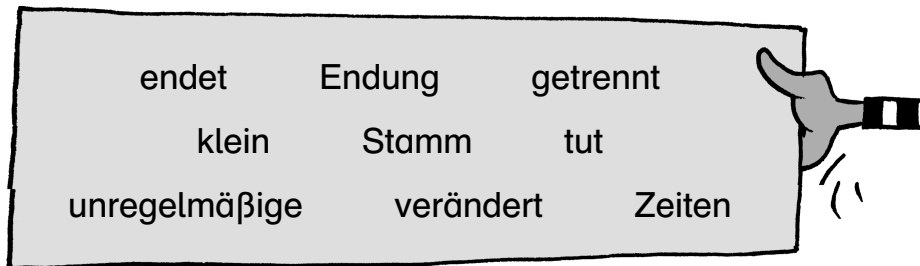 endet Endung getrennt
klein Stamm tut
unregelmäßige verändert Zeiten